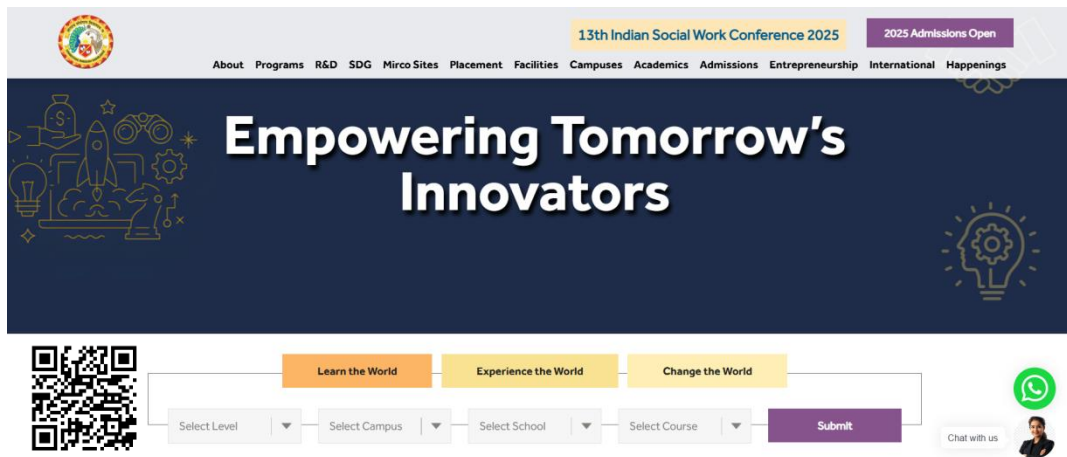 13th Indian Social Work Conference 2025
2025 Admissions Open
About Programs R&D SDG Mirco Sites Placement Facilities Campuses Academics Admissions Entrepreneurship International Happenings
Empowering Tomorrow's
Innovators
Learn the World
Experience the World
Change the World
Select Level
Select Campus
Select School
Select Course
Submit
Chat with us